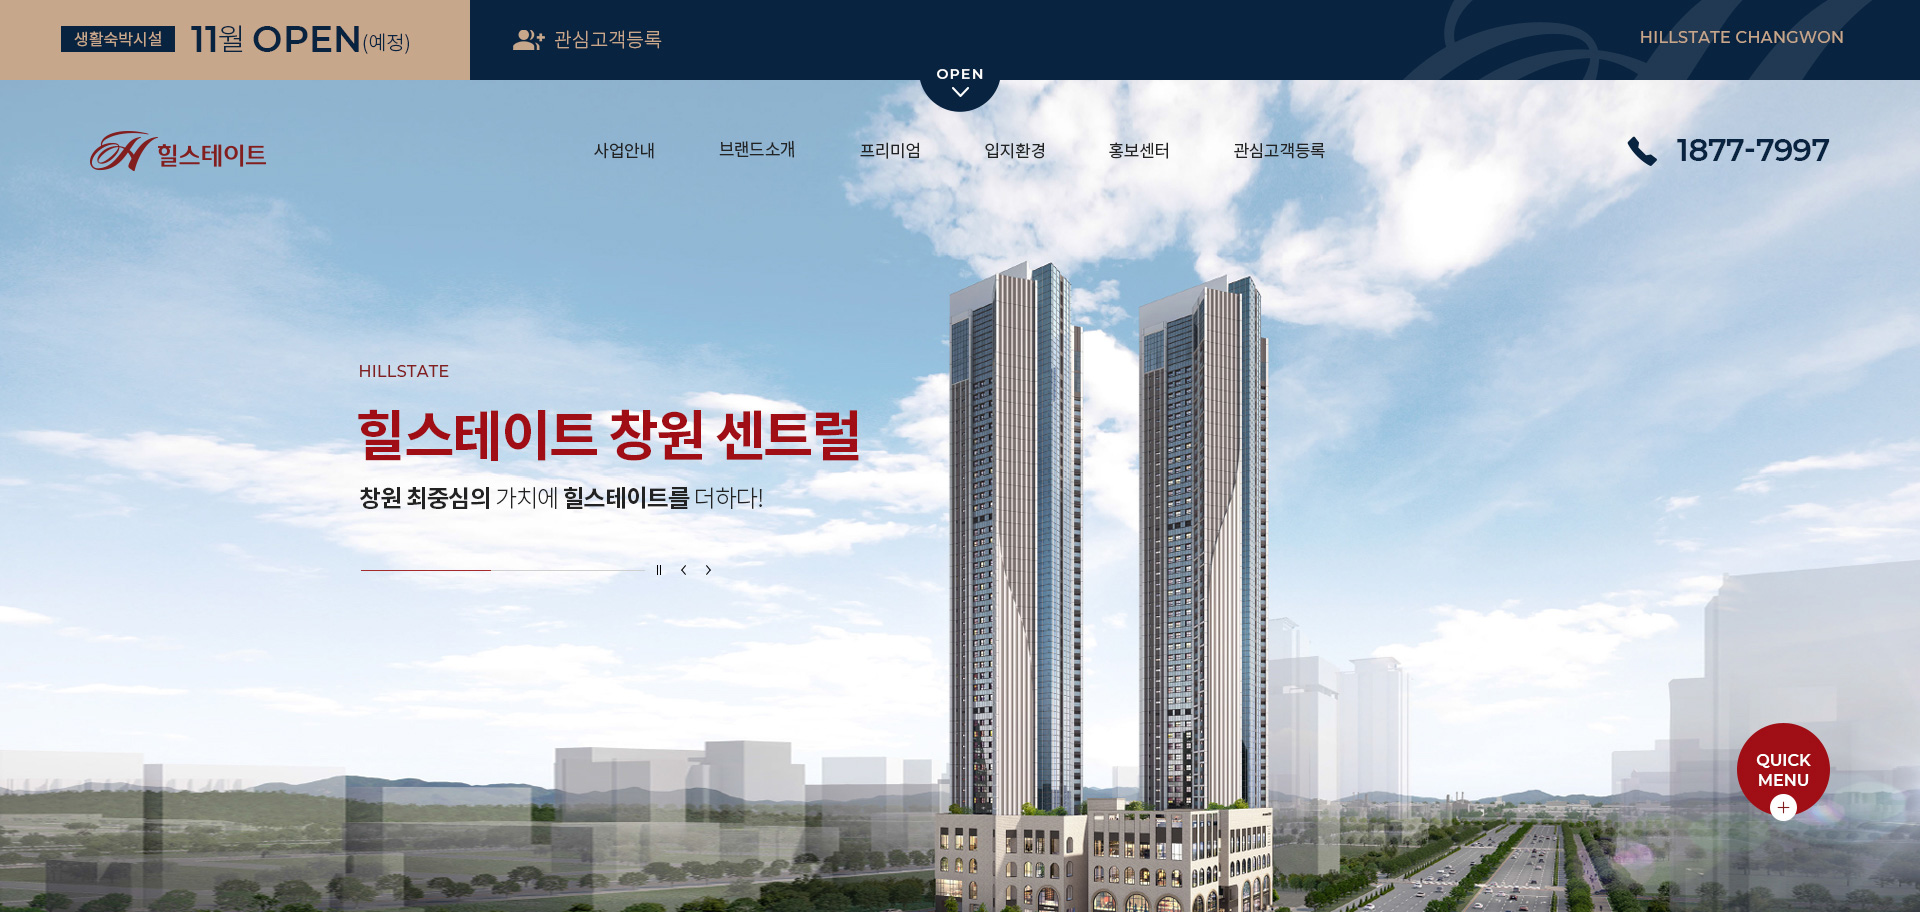 생활숙박시설 11월 OPEN(예정)
관심고객등록
HILLSTATE CHANGWON
OPEN
힐스테이트
사업안내 브랜드소개 프리미엄 입지환경 홍보센터 관심고객등록
1877-7997
HILLSTATE
힐스테이트 창원 센트럴
창원 최중심의 가치에 힐스테이트를 더하다!
QUICK
MENU